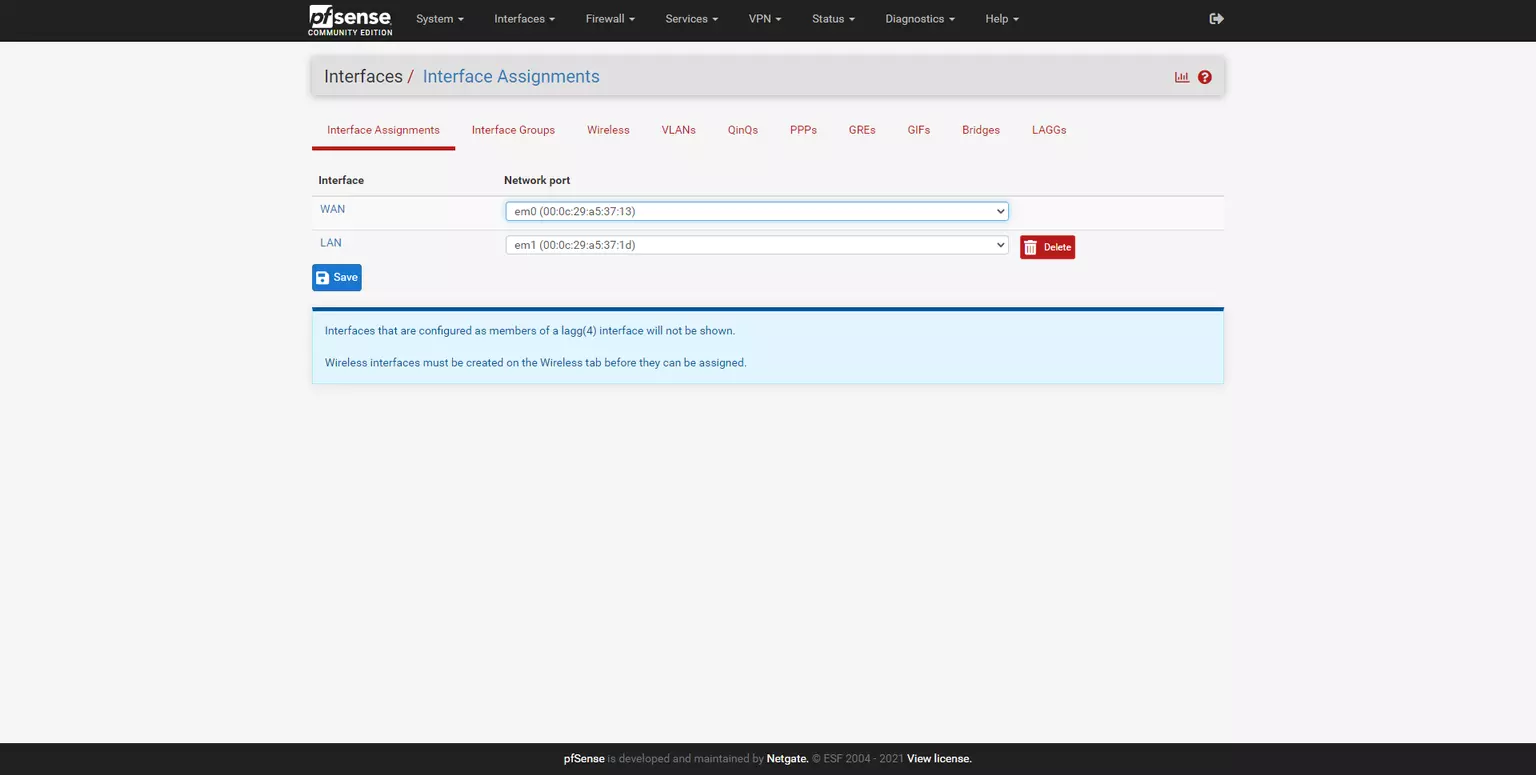 pfsense
COMMUNITY EDITION
System Interfaces Firewall Services VPN Status Diagnostics Help
Interfaces / Interface Assignments
Interface Assignments Interface Groups Wireless VLANs QinQs PPPs GREs GIFs Bridges LAGGs
Interface Network port
WAN em0 (00:0c:29:a5:37:13)
LAN em1 (00:0c:29:a5:37:1d) Delete
Save
Interfaces that are configured as members of a lagg(4) interface will not be shown.
Wireless interfaces must be created on the Wireless tab before they can be assigned.
pfSense is developed and maintained by Netgate. © ESF 2004 - 2021 View license.